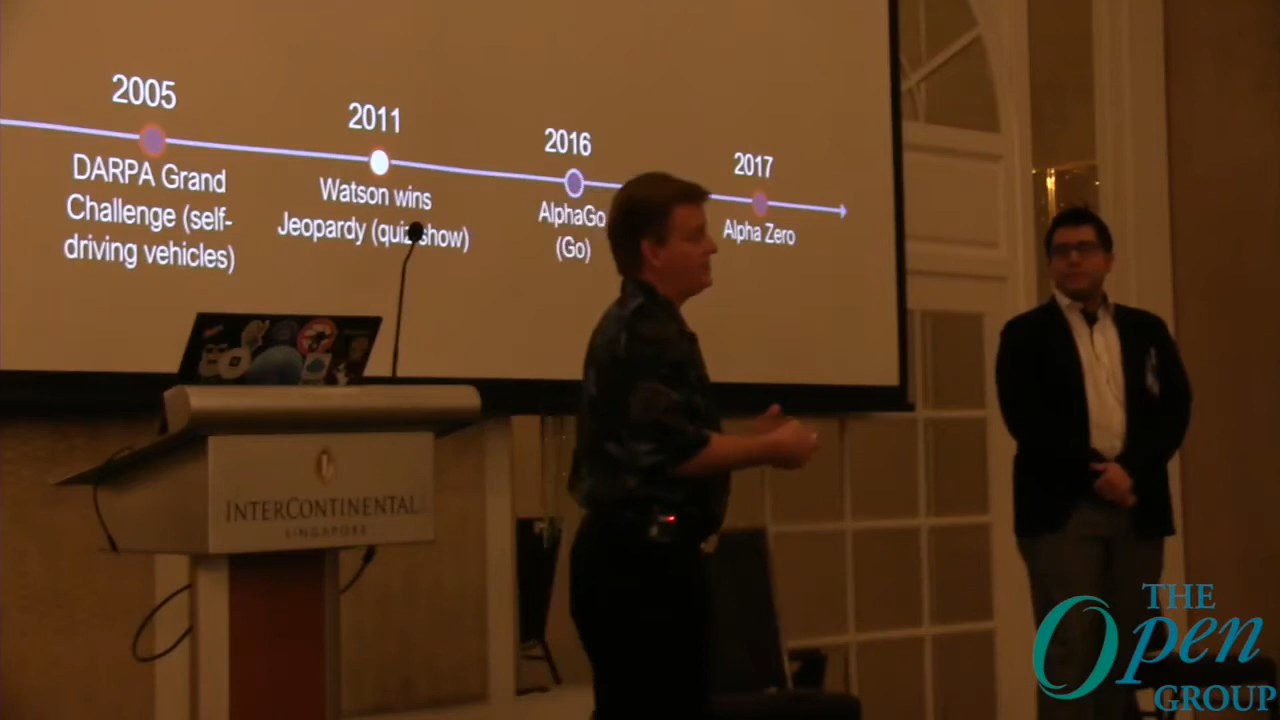 2005
DARPA Grand
Challenge (self-
driving vehicles)
2011
Watson wins
Jeopardy (quiz show)
2016
AlphaGo
(Go)
2017
Alpha Zero
INTERCONTINENTAL
SINGAPORE
THE
Open
GROUP